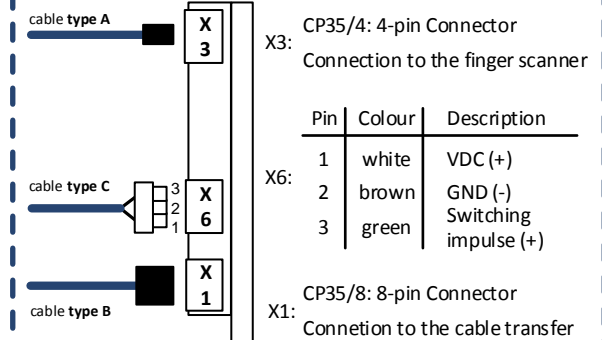 cable type A
X
3
X3:
CP35/4: 4-pin Connector
Connection to the finger scanner
Pin Colour Description
1 white VDC (+)
X6:
2 brown GND (-)
3 green Switching
impulse (+)
cable type C
3
2
1
X
6
X
1
cable type B
X1:
CP35/8: 8-pin Connector
Connetion to the cable transfer